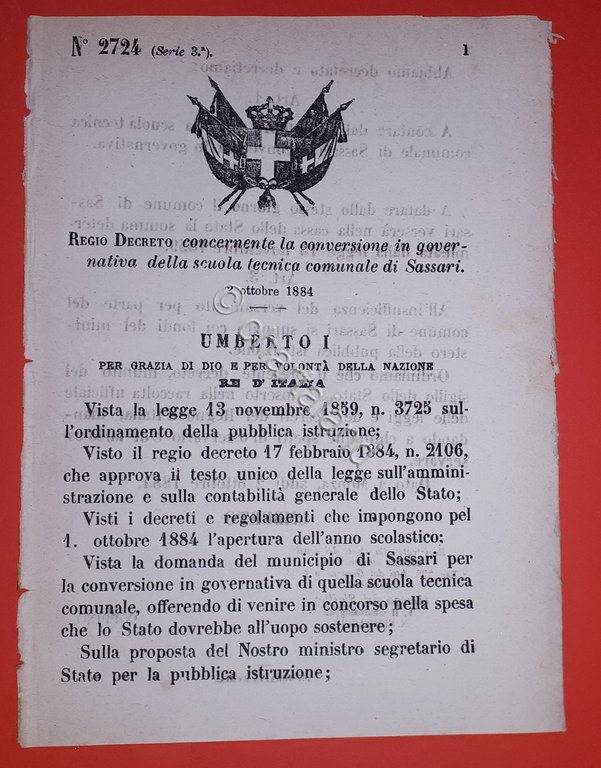 N° 2724 (Serie 3.ª). 1
REGIO DECRETO concernente la conversione in gover-
nativa della scuola tecnica comunale di Sassari.
2 ottobre 1884
UMBERTO I
PER GRAZIA DI DIO E PER VOLONTÀ DELLA NAZIONE
RE D'ITALIA
Vista la legge 13 novembre 1859, n. 3725 sul-
l'ordinamento della pubblica istruzione;
Visto il regio decreto 17 febbraio 1884, n. 2106,
che approva il testo unico della legge sull'ammini-
strazione e sulla contabilità generale dello Stato;
Visti i decreti e regolamenti che impongono pel
1. ottobre 1884 l'apertura dell'anno scolastico;
Vista la domanda del municipio di Sassari per
la conversione in governativa di quella scuola tecnica
comunale, offerendo di venire in concorso nella spesa
che lo Stato dovrebbe all'uopo sostenere;
Sulla proposta del Nostro ministro segretario di
Stato per la pubblica istruzione;